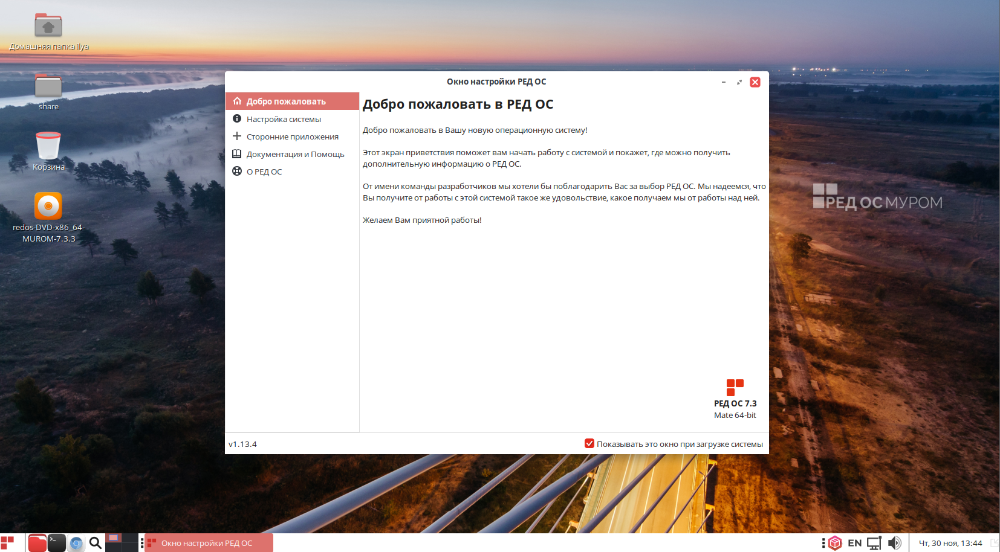 Домашняя папка ilya
share
Корзина
redos-DVD-x86_64-
MUROM-7.3.3
Окно настройки РЕД ОС
Добро пожаловать
Настройка системы
Сторонние приложения
Документация и Помощь
О РЕД ОС
Добро пожаловать в РЕД ОС
Добро пожаловать в Вашу новую операционную систему!
Этот экран приветствия поможет вам начать работу с системой и покажет, где можно получить
дополнительную информацию о РЕД ОС.
От имени команды разработчиков мы хотели бы поблагодарить Вас за выбор РЕД ОС. Мы надеемся, что
Вы получите от работы с этой системой такое же удовольствие, какое получаем мы от работы над ней.
Желаем Вам приятной работы!
РЕД ОС 7.3
Mate 64-bit
v1.13.4
Показывать это окно при загрузке системы
РЕД ОС МУРОМ
Окно настройки РЕД ОС
EN
Чт, 30 ноя, 13:44